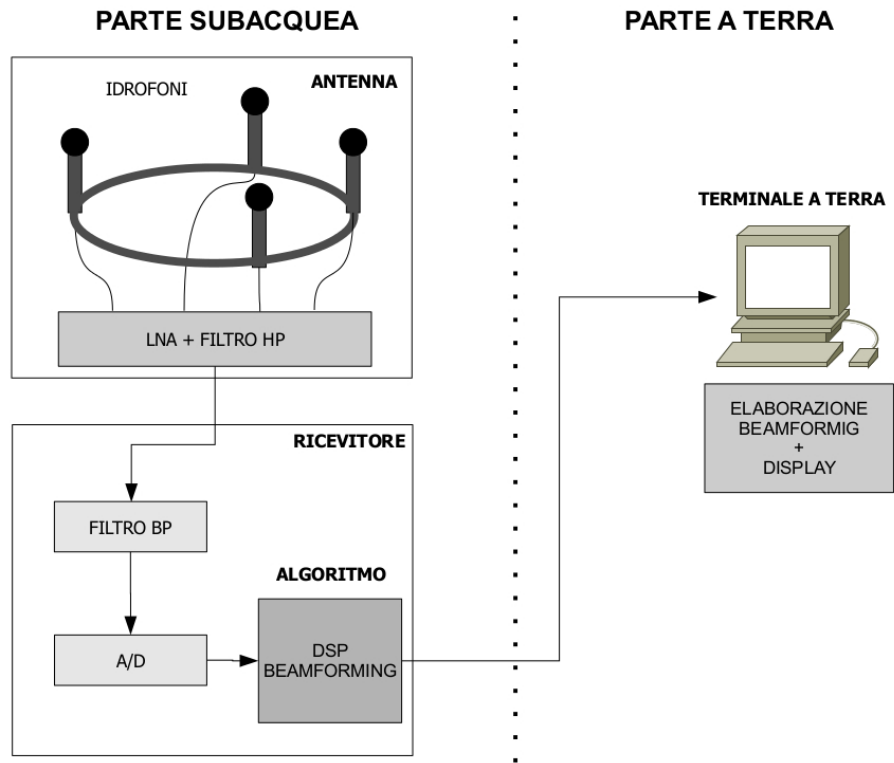 PARTE SUBACQUEA
PARTE A TERRA
IDROFONI
ANTENNA
LNA + FILTRO HP
TERMINALE A TERRA
ELABORAZIONE
BEAMFORMIG
+
DISPLAY
RICEVITORE
FILTRO BP
ALGORITMO
A/D
DSP
BEAMFORMING